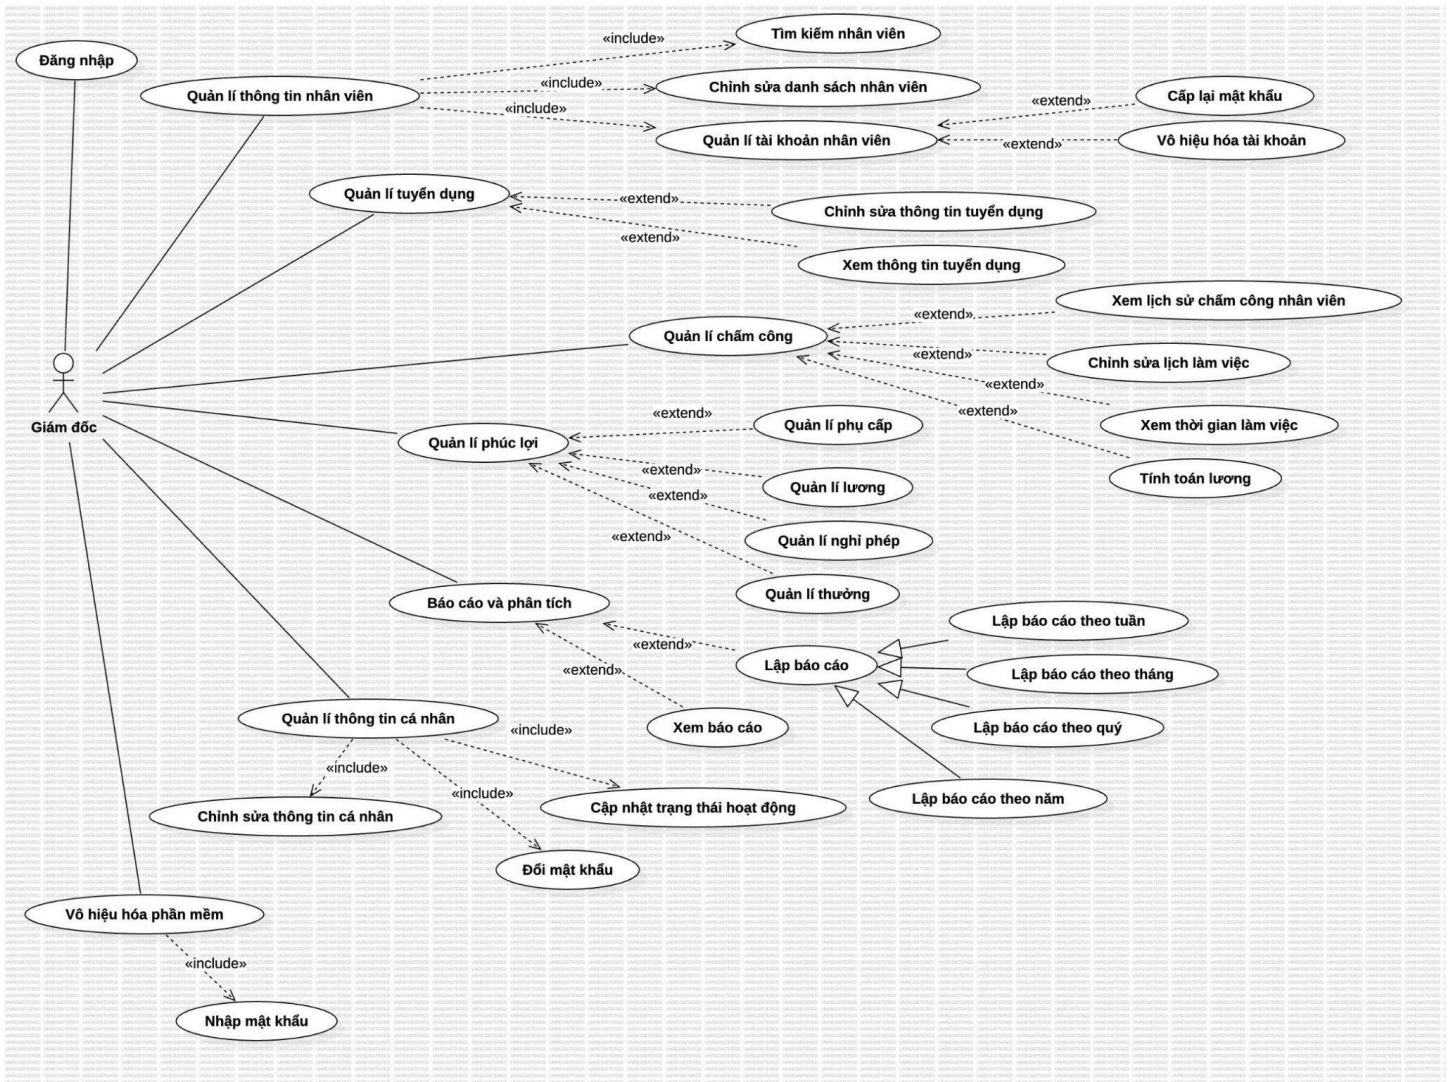 Đăng nhập
Quản lí thông tin nhân viên
«include»
Tìm kiếm nhân viên
«include»
Chỉnh sửa danh sách nhân viên
«include»
Quản lí tài khoản nhân viên
«extend»
Cấp lại mật khẩu
«extend»
Vô hiệu hóa tài khoản
Quản lí tuyển dụng
«extend»
Chỉnh sửa thông tin tuyển dụng
«extend»
Xem thông tin tuyển dụng
Quản lí chấm công
«extend»
Xem lịch sử chấm công nhân viên
«extend»
Chỉnh sửa lịch làm việc
«extend»
Xem thời gian làm việc
«extend»
Tính toán lương
Giám đốc
Quản lí phúc lợi
«extend»
Quản lí phụ cấp
«extend»
Quản lí lương
«extend»
Quản lí nghỉ phép
«extend»
Quản lí thưởng
Báo cáo và phân tích
«extend»
Lập báo cáo
«extend»
Xem báo cáo
Lập báo cáo theo tuần
Lập báo cáo theo tháng
Lập báo cáo theo quý
Lập báo cáo theo năm
Quản lí thông tin cá nhân
«include»
Cập nhật trạng thái hoạt động
«include»
Chỉnh sửa thông tin cá nhân
«include»
Đổi mật khẩu
Vô hiệu hóa phần mềm
«include»
Nhập mật khẩu